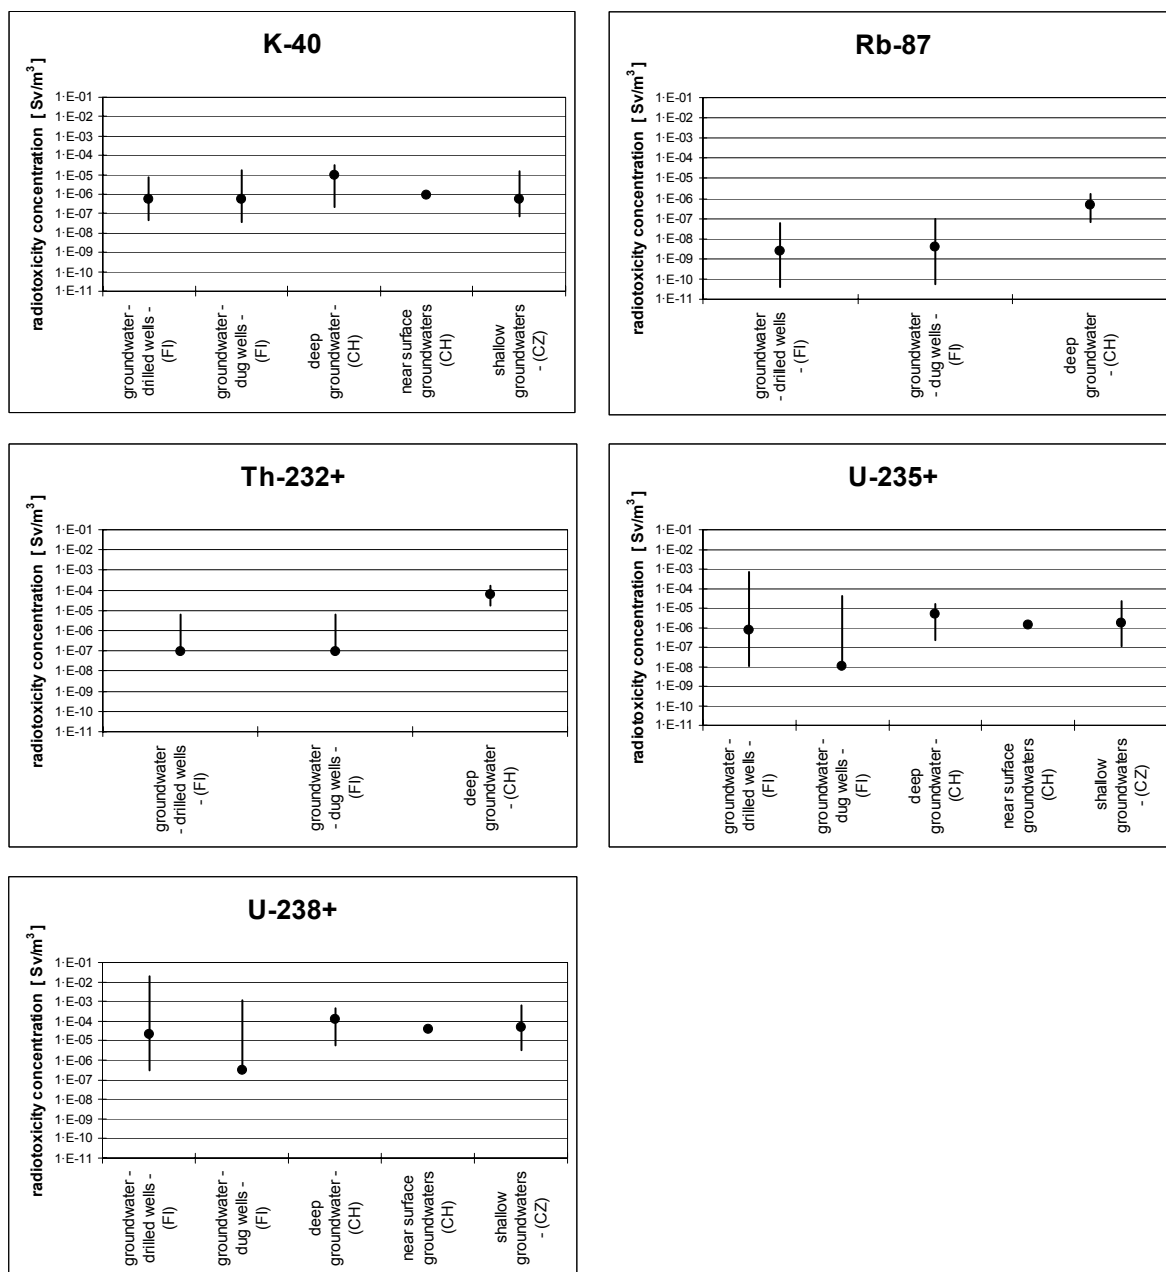 K-40
radiotoxicity concentration [ Sv/m³]
1·E-01
1·E-02
1·E-03
1·E-04
1·E-05
1·E-06
1·E-07
1·E-08
1·E-09
1·E-10
1·E-11
groundwater -
drilled wells -
(FI)
groundwater -
dug wells -
(FI)
deep
groundwater -
(CH)
near surface
groundwaters
(CH)
shallow
groundwaters
- (CZ)
Rb-87
radiotoxicity concentration [ Sv/m³]
1·E-01
1·E-02
1·E-03
1·E-04
1·E-05
1·E-06
1·E-07
1·E-08
1·E-09
1·E-10
1·E-11
groundwater
- drilled wells
- (FI)
groundwater
- dug wells -
(FI)
deep
groundwater
- (CH)
Th-232+
radiotoxicity concentration [ Sv/m³]
1·E-01
1·E-02
1·E-03
1·E-04
1·E-05
1·E-06
1·E-07
1·E-08
1·E-09
1·E-10
1·E-11
groundwater
- drilled wells
- (FI)
groundwater
- dug wells -
(FI)
deep
groundwater
- (CH)
U-235+
radiotoxicity concentration [ Sv/m³]
1·E-01
1·E-02
1·E-03
1·E-04
1·E-05
1·E-06
1·E-07
1·E-08
1·E-09
1·E-10
1·E-11
groundwater -
drilled wells -
(FI)
groundwater -
dug wells -
(FI)
deep
groundwater -
(CH)
near surface
groundwaters
(CH)
shallow
groundwaters
- (CZ)
U-238+
radiotoxicity concentration [ Sv/m³]
1·E-01
1·E-02
1·E-03
1·E-04
1·E-05
1·E-06
1·E-07
1·E-08
1·E-09
1·E-10
1·E-11
groundwater -
drilled wells -
(FI)
groundwater -
dug wells -
(FI)
deep
groundwater -
(CH)
near surface
groundwaters
(CH)
shallow
groundwaters
- (CZ)